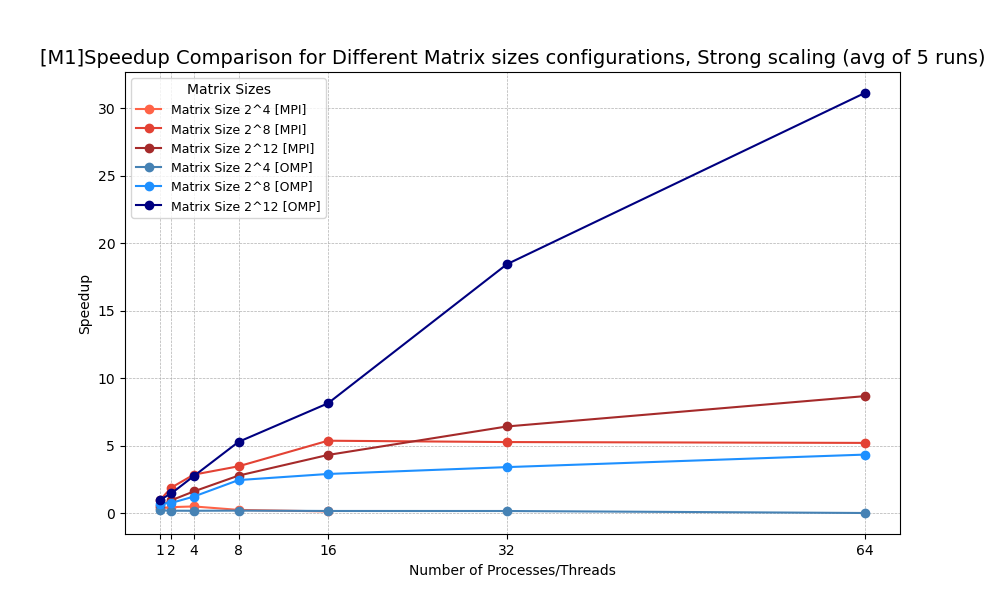 [M1]Speedup Comparison for Different Matrix sizes configurations, Strong scaling (avg of 5 runs)
Matrix Sizes
Matrix Size 2^4 [MPI]
Matrix Size 2^8 [MPI]
Matrix Size 2^12 [MPI]
Matrix Size 2^4 [OMP]
Matrix Size 2^8 [OMP]
Matrix Size 2^12 [OMP]
Speedup
30
25
20
15
10
5
0
1 2 4 8 16 32 64
Number of Processes/Threads